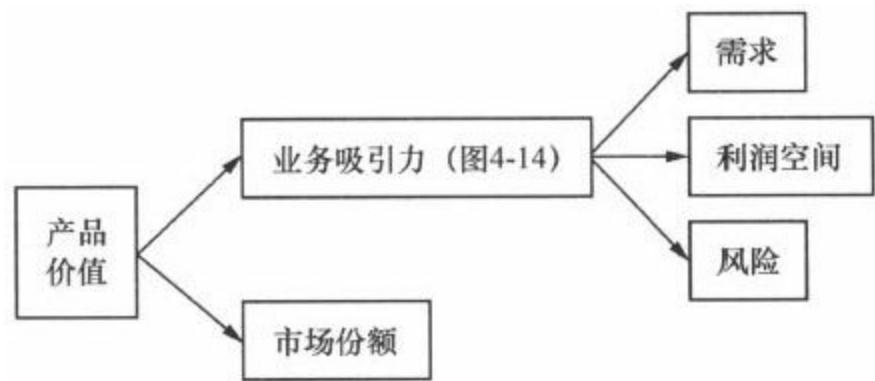 需求
业务吸引力（图4-14）
利润空间
产品
价值
风险
市场份额